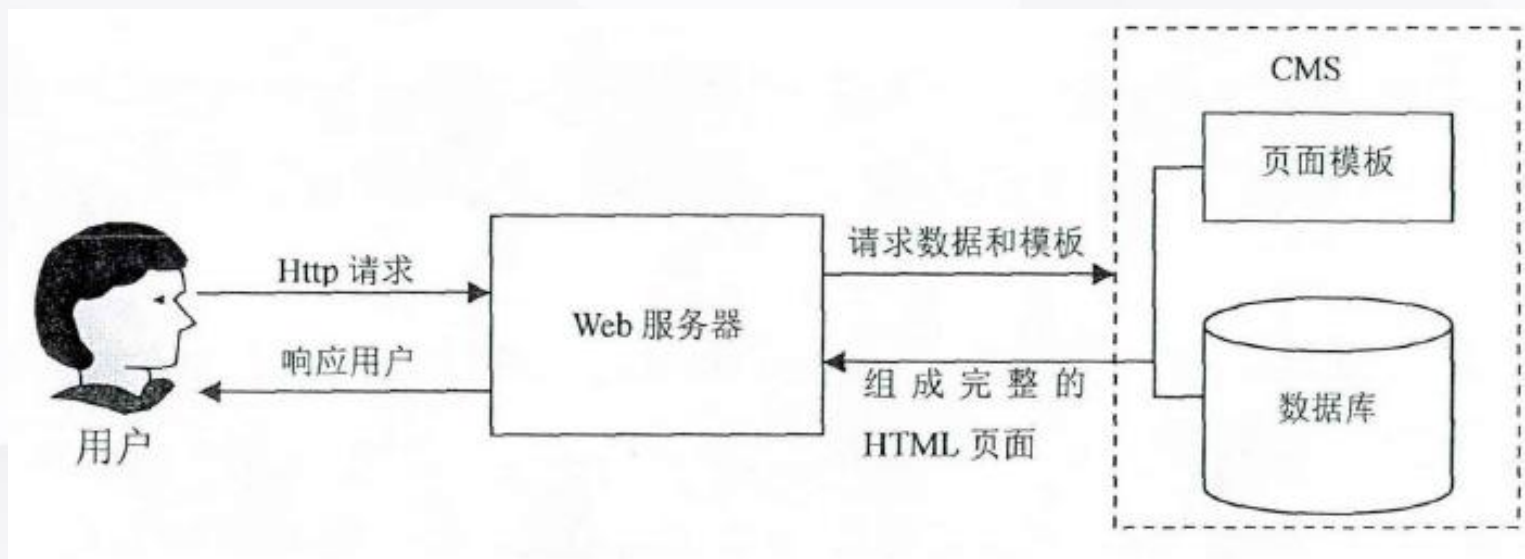 CMS
页面模板
请求数据和模板
Http 请求
Web 服务器
响应用户
组成完整的
HTML 页面
数据库
用户